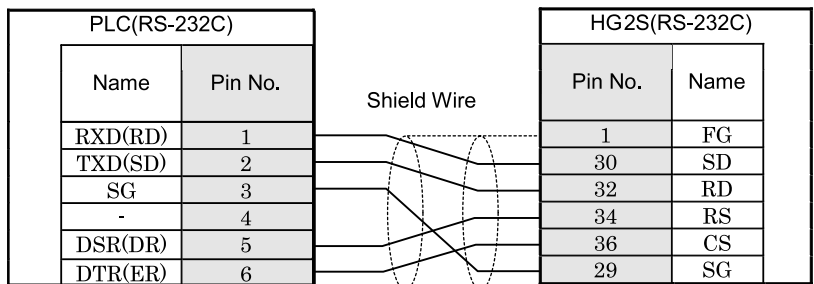 PLC(RS-232C)
HG2S(RS-232C)
Name Pin No. Shield Wire Pin No. Name
RXD(RD) 1 1 FG
TXD(SD) 2 30 SD
SG 3 32 RD
- 4 34 RS
DSR(DR) 5 36 CS
DTR(ER) 6 29 SG